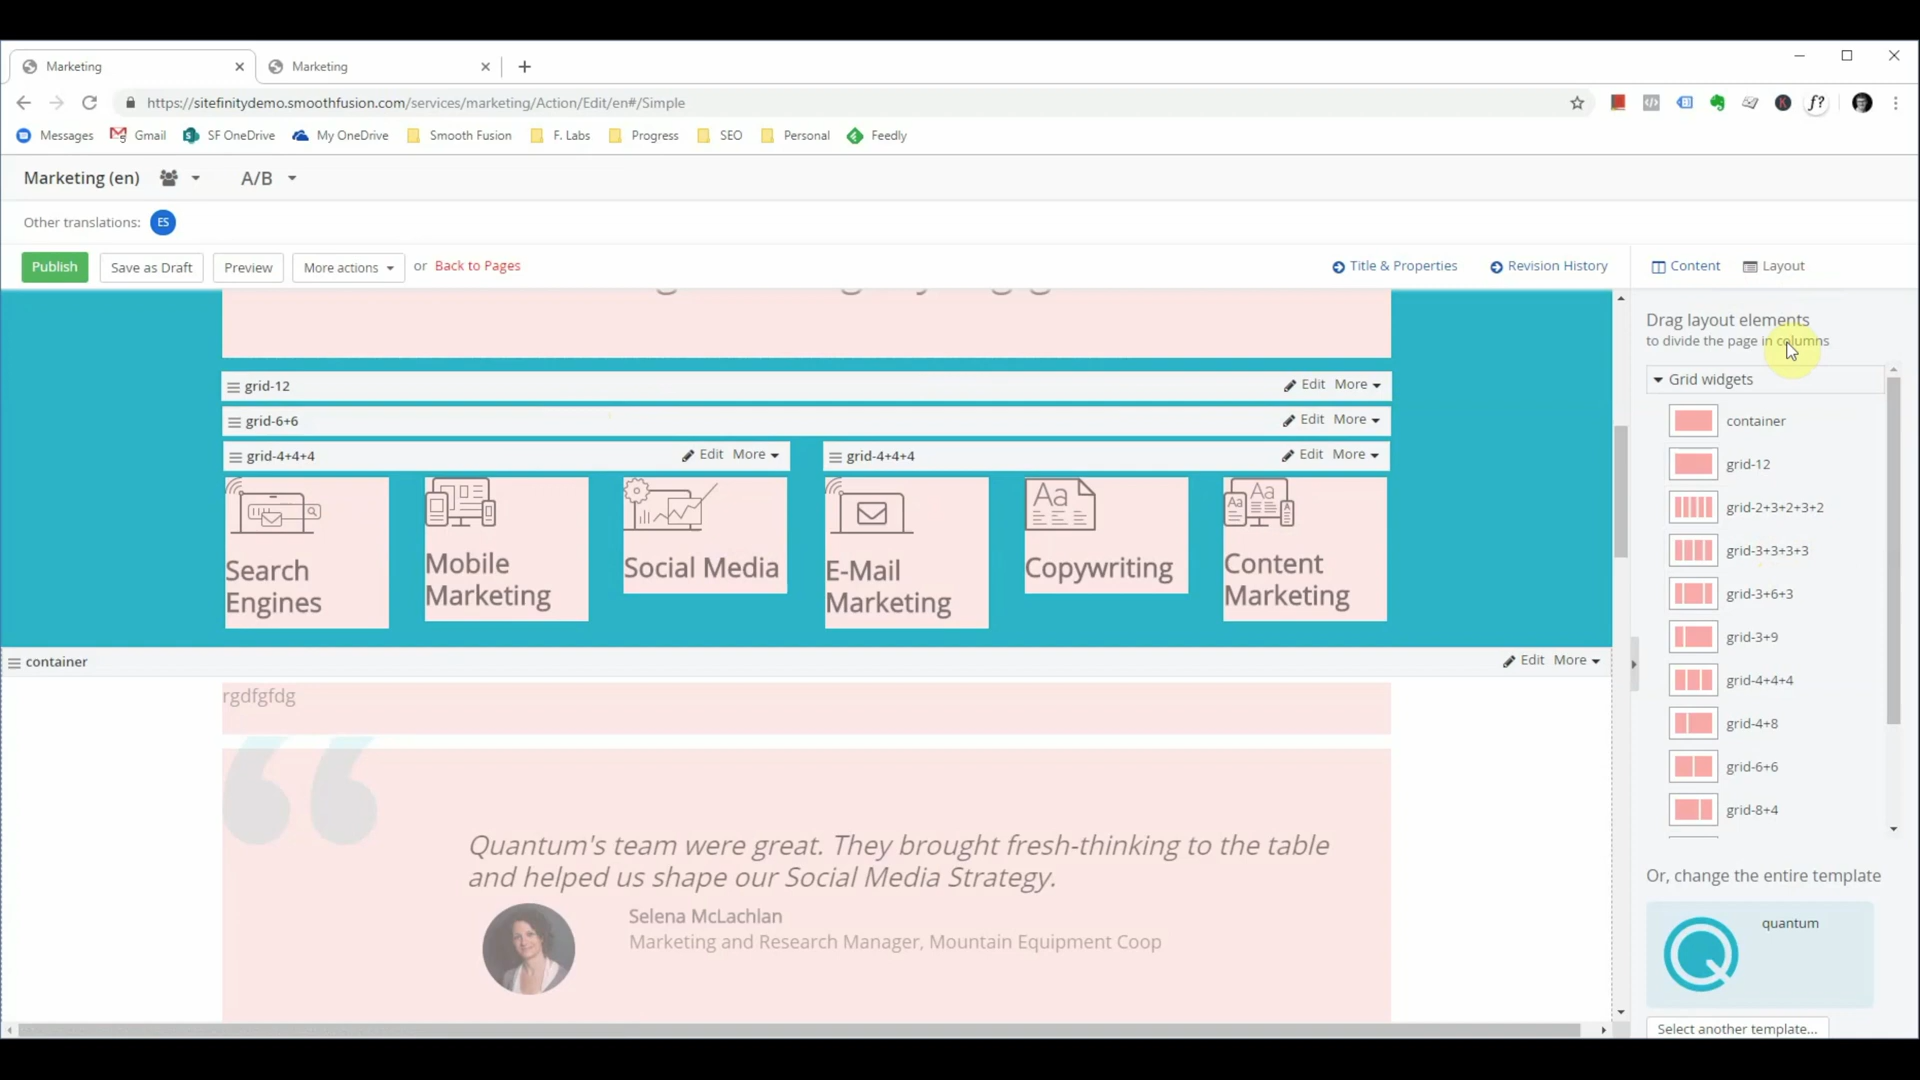 Marketing
Marketing
https://sitefinitydemo.smoothfusion.com/services/marketing/Action/Edit/en#/Simple
f?
Messages
Gmail
SF OneDrive
My OneDrive
Smooth Fusion
F. Labs
Progress
SEO
Personal
Feedly
Marketing (en)
A/B
Other translations: ES
Publish
Save as Draft
Preview
More actions
or Back to Pages
Title & Properties
Revision History
Content
Layout
grid-12
Edit More
grid-6+6
Edit More
grid-4+4+4
Edit More
grid-4+4+4
Edit More
Search
Engines
Mobile
Marketing
Social Media
E-Mail
Marketing
Aa
Copywriting
Aa
Aa
Content
Marketing
container
Edit More
rgdfgfdg
Quantum's team were great. They brought fresh-thinking to the table
and helped us shape our Social Media Strategy.
Selena McLachlan
Marketing and Research Manager, Mountain Equipment Coop
Drag layout elements
to divide the page in columns
Grid widgets
container
grid-12
grid-2+3+2+3+2
grid-3+3+3+3
grid-3+6+3
grid-3+9
grid-4+4+4
grid-4+8
grid-6+6
grid-8+4
Or, change the entire template
quantum
Select another template...